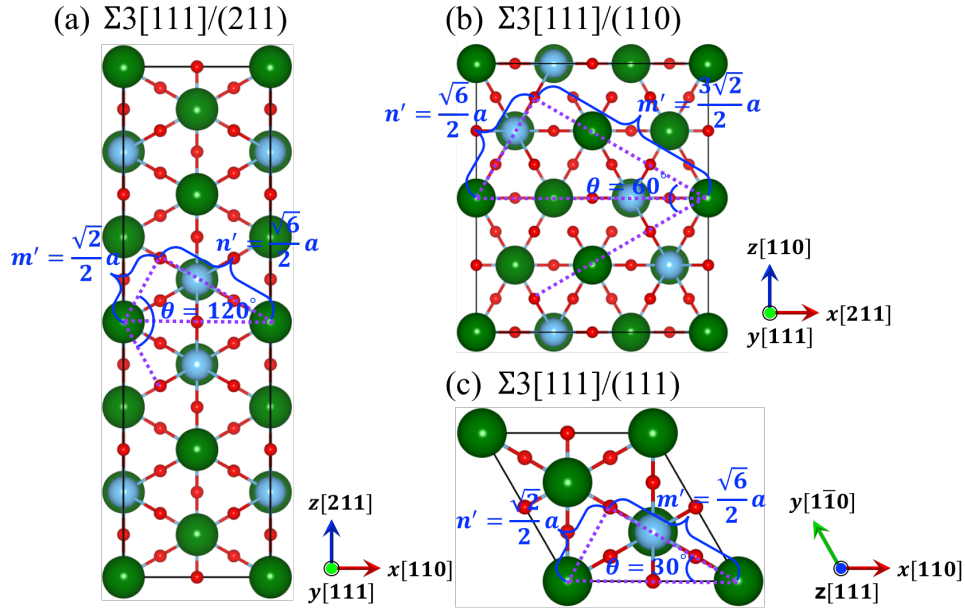 (a) Σ3[111]/(211)
m′ = √2/2 a
n′ = √6/2 a
θ = 120°
z[211]
y[111]
x[110]
(b) Σ3[111]/(110)
n′ = √6/2 a
m′ = 3√2/2 a
θ = 60°
z[110]
y[111]
x[211]
(c) Σ3[111]/(111)
n′ = √2/2 a
m′ = √6/2 a
θ = 30°
y[11̅0]
z[111]
x[110]